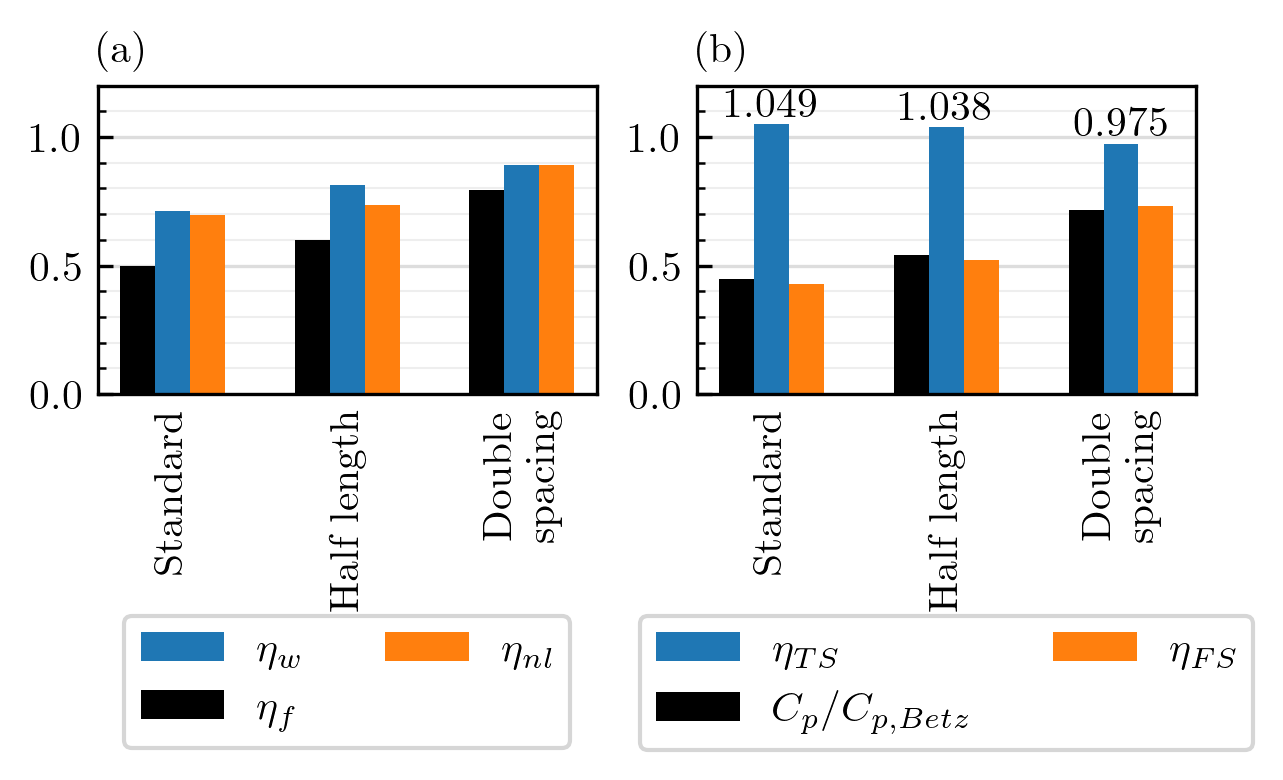 (a)
1.0
0.5
0.0
Standard
Half length
Double
spacing
η_w
η_nl
η_f
(b)
1.0
0.5
0.0
1.049
1.038
0.975
Standard
Half length
Double
spacing
η_TS
η_FS
C_p/C_p,Betz